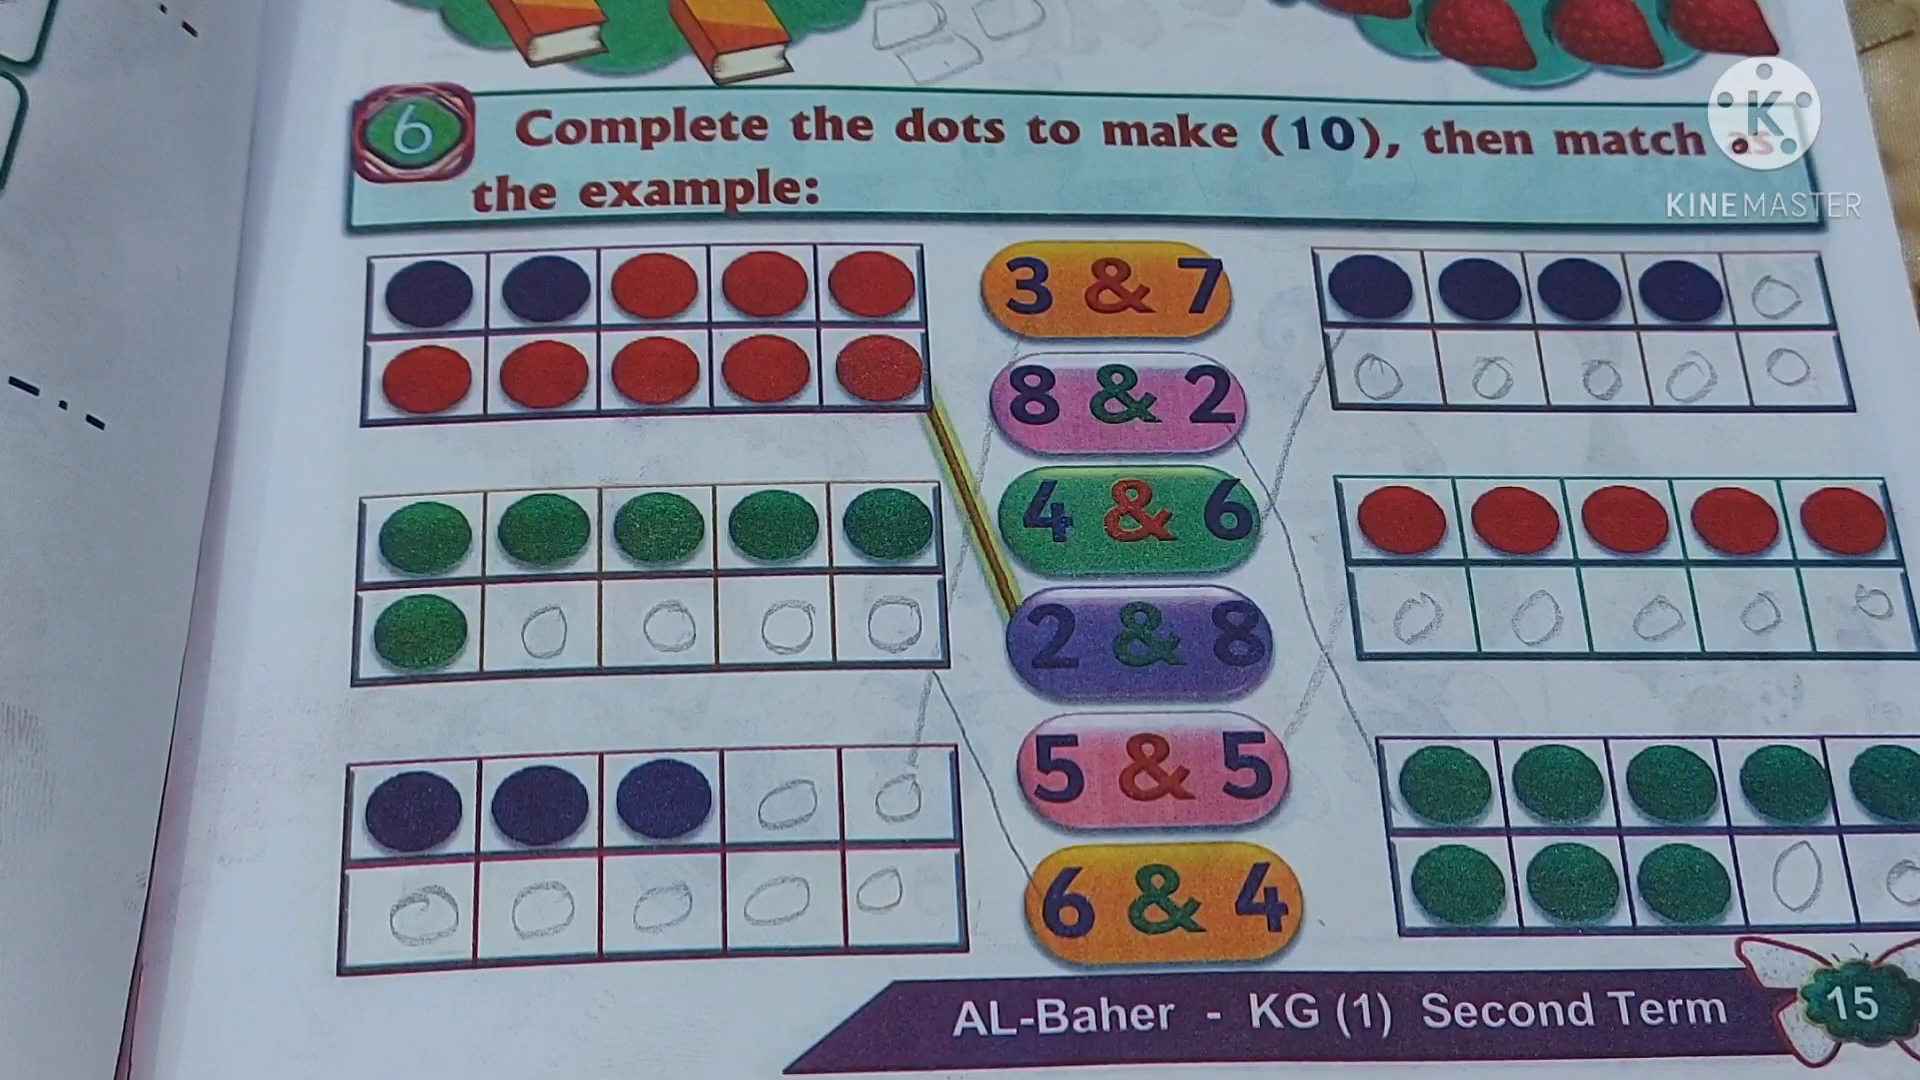 6 Complete the dots to make (10), then match as
the example:
K
KINEMASTER
3 & 7
8 & 2
4 & 6
2 & 8
5 & 5
6 & 4
AL-Baher - KG (1) Second Term
15